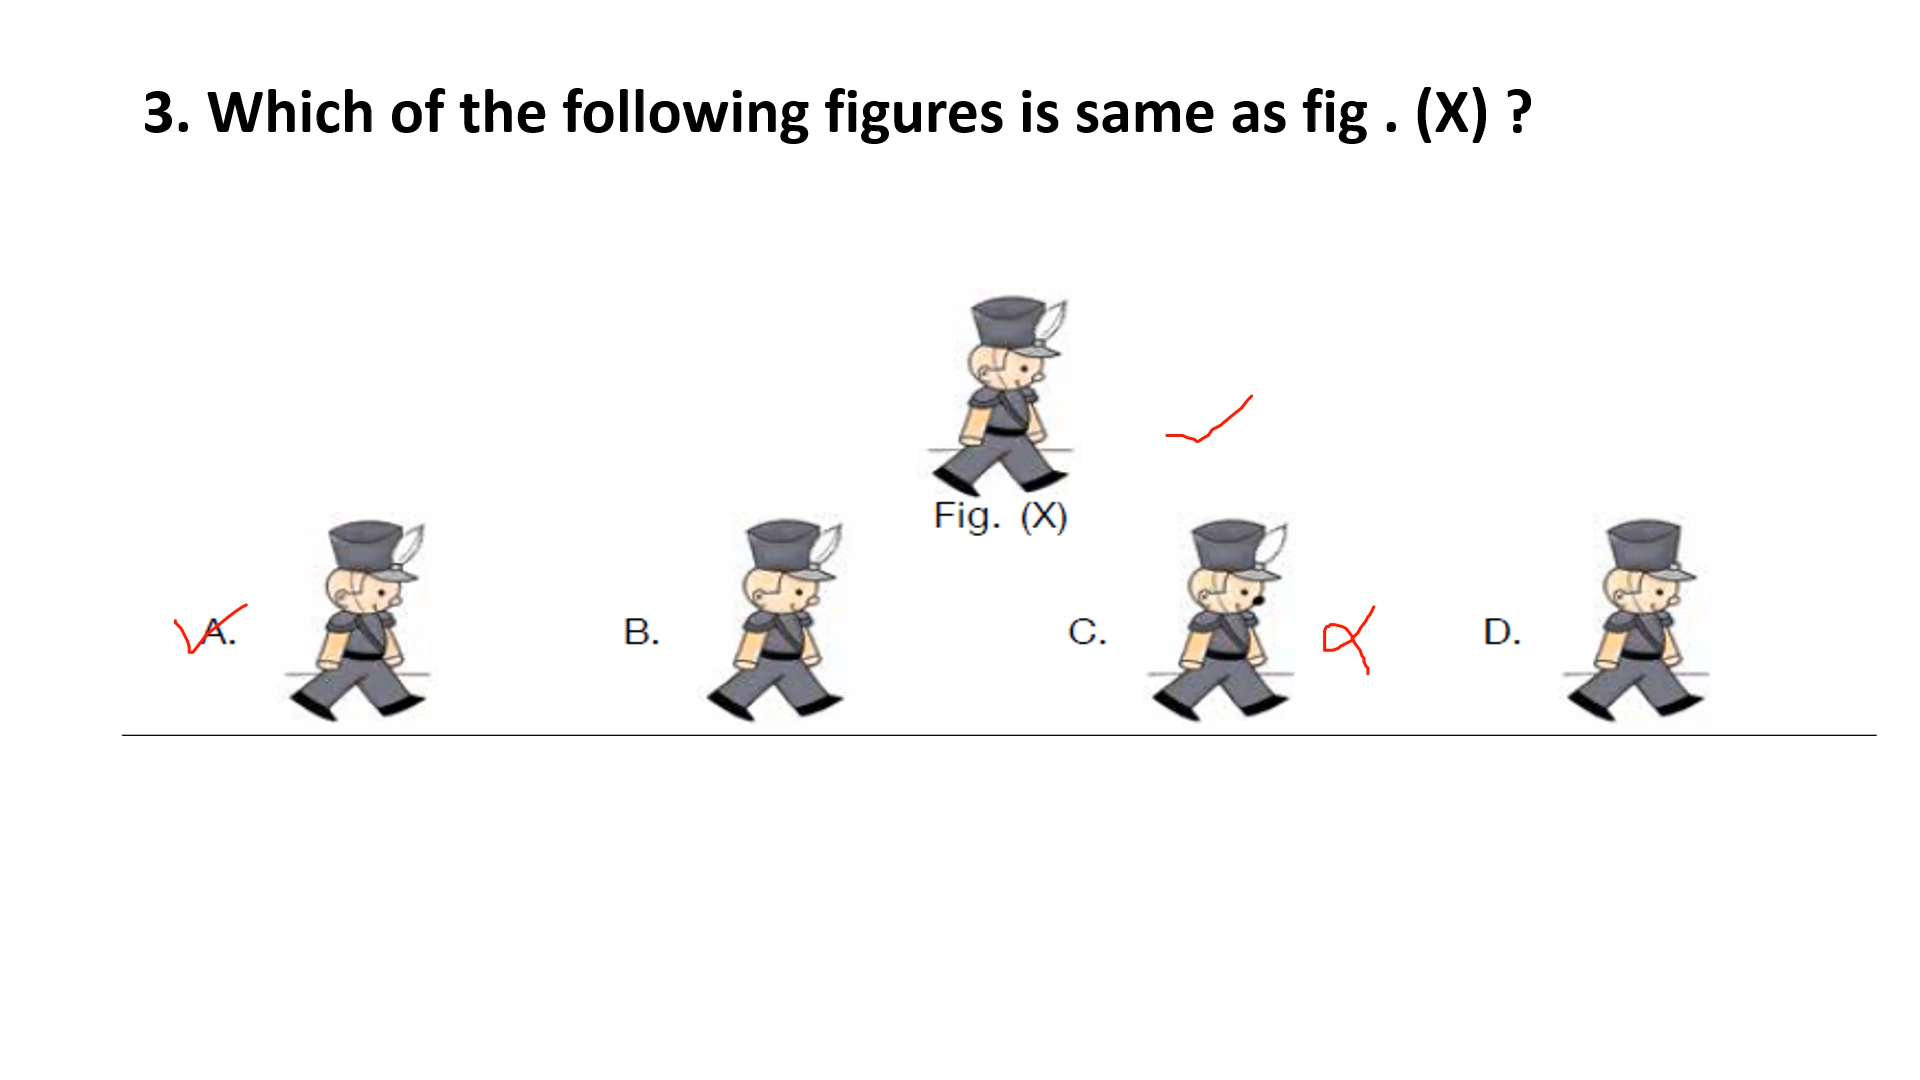 3. Which of the following figures is same as fig . (X) ?
Fig. (X)
A.
B.
C.
D.